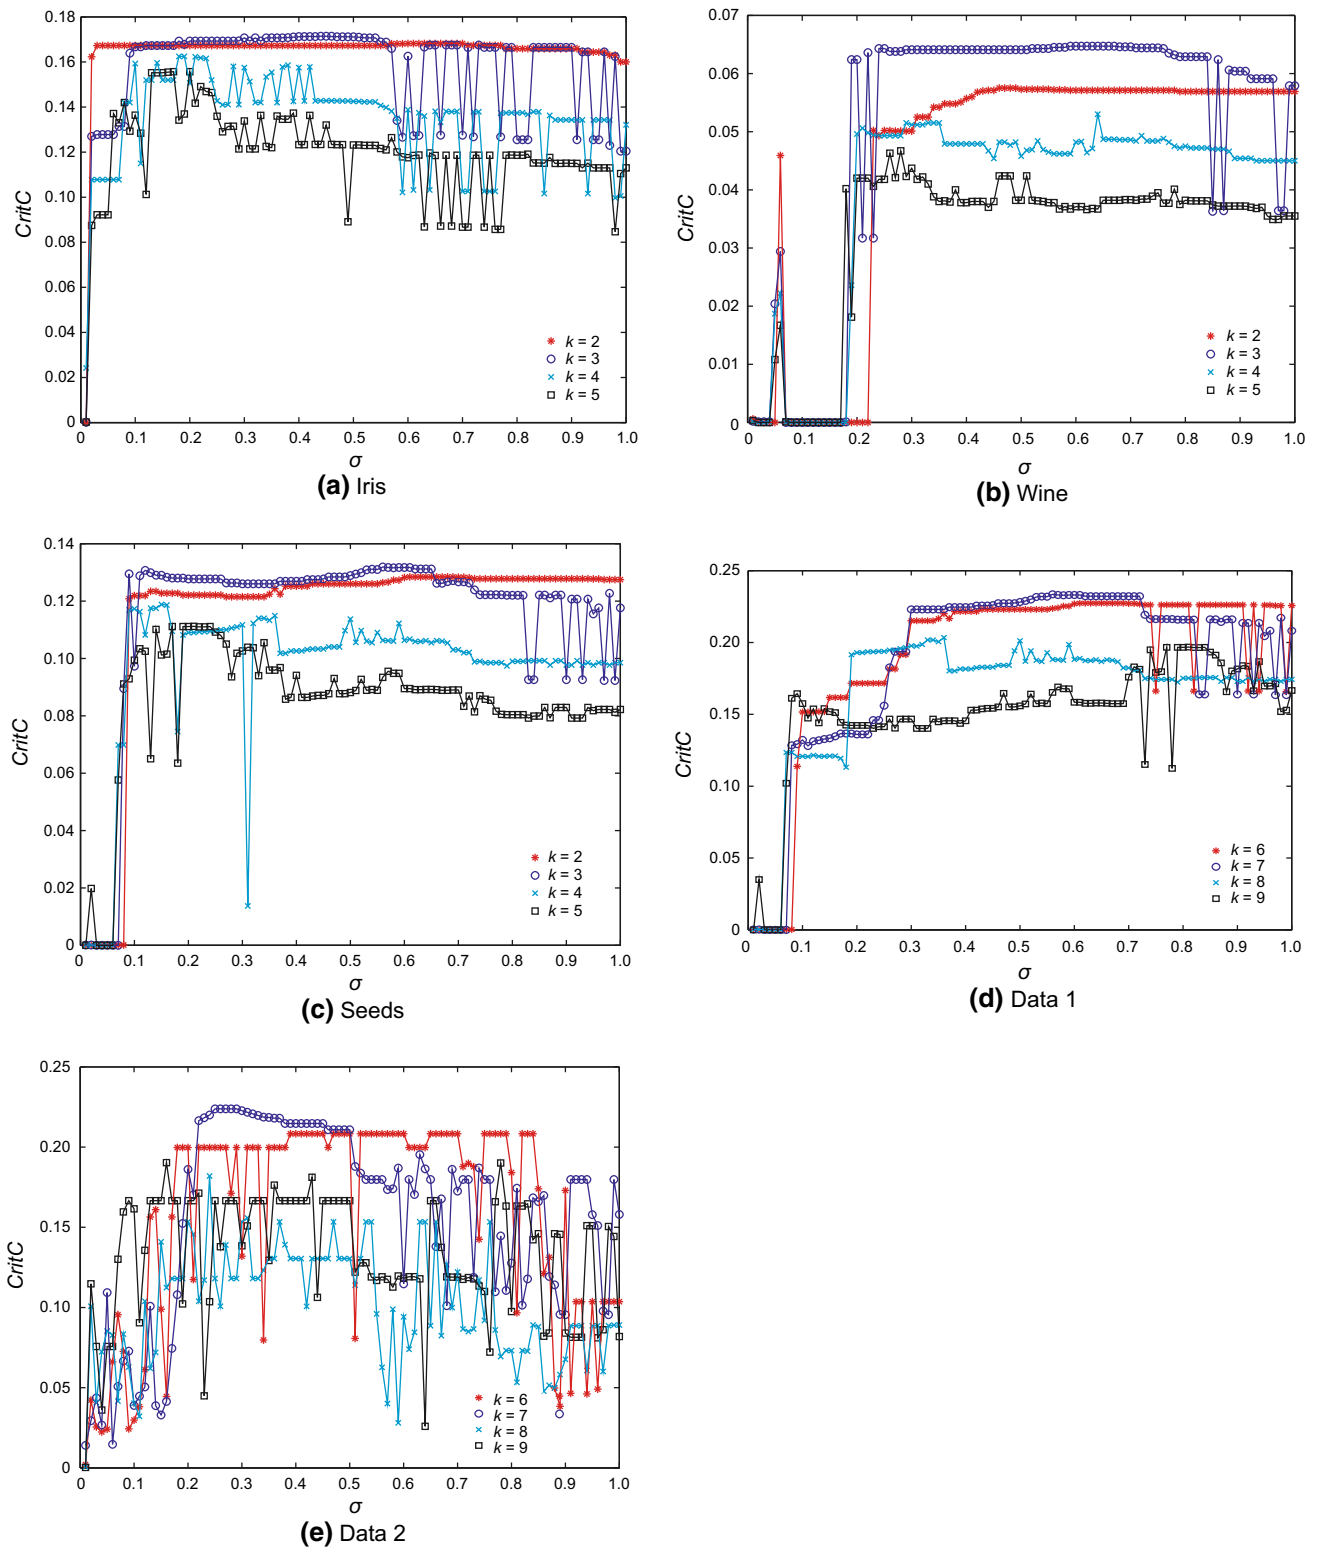 0.18
0.16
0.14
0.12
0.10
0.08
0.06
0.04
0.02
0
CritC
k = 2
k = 3
k = 4
k = 5
0 0.1 0.2 0.3 0.4 0.5 0.6 0.7 0.8 0.9 1.0
σ
(a) Iris
0.07
0.06
0.05
0.04
0.03
0.02
0.01
0
CritC
k = 2
k = 3
k = 4
k = 5
0 0.1 0.2 0.3 0.4 0.5 0.6 0.7 0.8 0.9 1.0
σ
(b) Wine
0.14
0.12
0.10
0.08
0.06
0.04
0.02
0
CritC
k = 2
k = 3
k = 4
k = 5
0 0.1 0.2 0.3 0.4 0.5 0.6 0.7 0.8 0.9 1.0
σ
(c) Seeds
0.25
0.20
0.15
0.10
0.05
0
CritC
k = 6
k = 7
k = 8
k = 9
0 0.1 0.2 0.3 0.4 0.5 0.6 0.7 0.8 0.9 1.0
σ
(d) Data 1
0.25
0.20
0.15
0.10
0.05
0
CritC
k = 6
k = 7
k = 8
k = 9
0 0.1 0.2 0.3 0.4 0.5 0.6 0.7 0.8 0.9 1.0
σ
(e) Data 2